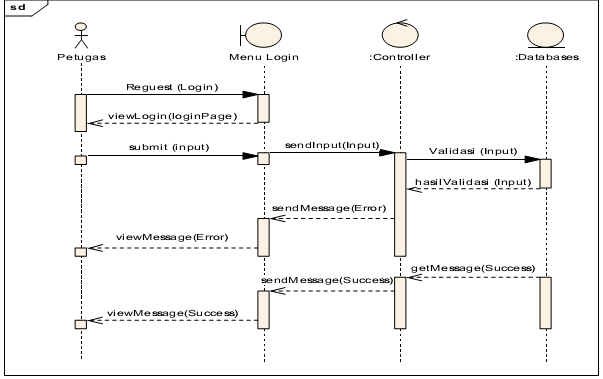 sd
Petugas
Menu Login
:Controller
:Databases
Reguest (Login)
viewLogin(loginPage)
submit (input)
sendInput(Input)
Validasi (Input)
hasilValidasi (Input)
sendMessage(Error)
viewMessage(Error)
getMessage(Success)
sendMessage(Success)
viewMessage(Success)